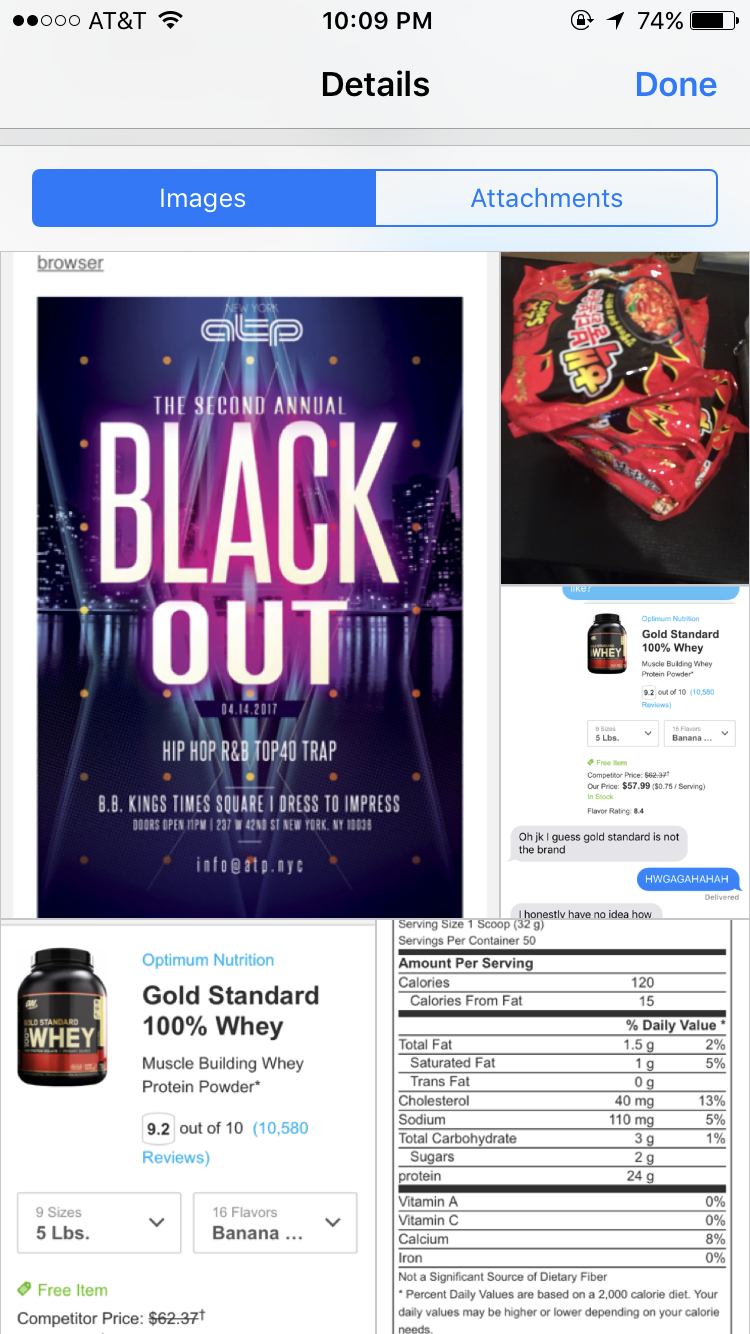 AT&T 10:09 PM 74%
Details Done
Images Attachments
browser
NEW YORK
atp
THE SECOND ANNUAL
BLACK
OUT
04.14.2017
HIP HOP R&B TOP40 TRAP
B.B. KINGS TIMES SQUARE | DRESS TO IMPRESS
DOORS OPEN 11PM | 237 W 42ND ST NEW YORK, NY 10036
info@atp.nyc
like?
Optimum Nutrition
Gold Standard
100% Whey
Muscle Building Whey
Protein Powder*
9.2 out of 10 (10,580
Reviews)
9 Sizes
5 Lbs.
16 Flavors
Banana ...
Free Item
Competitor Price: $62.37†
Our Price: $57.99 ($0.75 / Serving)
In Stock
Flavor Rating: 8.4
Oh jk I guess gold standard is not
the brand
HWGAGAHAHAH
Delivered
I honestly have no idea how
ON
GOLD STANDARD
100% WHEY
Optimum Nutrition
Gold Standard
100% Whey
Muscle Building Whey
Protein Powder*
9.2 out of 10 (10,580
Reviews)
9 Sizes
5 Lbs.
16 Flavors
Banana ...
Free Item
Competitor Price: $62.37†
Serving Size 1 Scoop (32 g)
Servings Per Container 50
Amount Per Serving
Calories 120
Calories From Fat 15
% Daily Value *
Total Fat 1.5 g 2%
Saturated Fat 1 g 5%
Trans Fat 0 g
Cholesterol 40 mg 13%
Sodium 110 mg 5%
Total Carbohydrate 3 g 1%
Sugars 2 g
protein 24 g
Vitamin A 0%
Vitamin C 0%
Calcium 8%
Iron 0%
Not a Significant Source of Dietary Fiber
* Percent Daily Values are based on a 2,000 calorie diet. Your
daily values may be higher or lower depending on your calorie
needs.